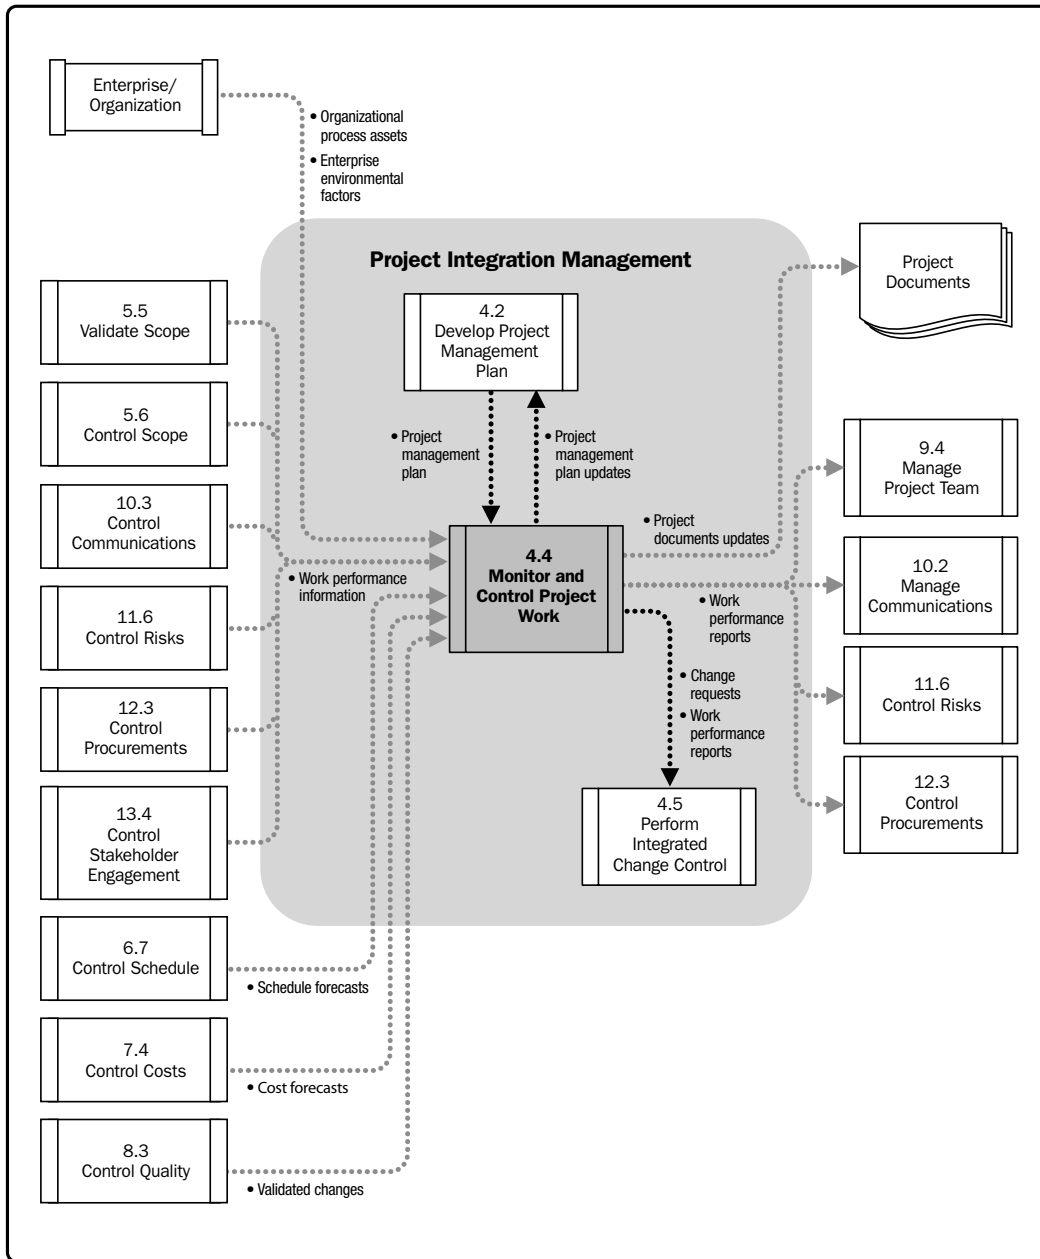 Enterprise/
Organization
• Organizational
process assets
• Enterprise
environmental
factors
Project Integration Management
Project
Documents
5.5
Validate Scope
4.2
Develop Project
Management
Plan
5.6
Control Scope
• Project
management
plan
• Project
management
plan updates
9.4
Manage
Project Team
10.3
Control
Communications
• Project
documents updates
4.4
Monitor and
Control Project
Work
10.2
Manage
Communications
• Work performance
information
• Work
performance
reports
11.6
Control Risks
11.6
Control Risks
• Change
requests
• Work
performance
reports
12.3
Control
Procurements
12.3
Control
Procurements
13.4
Control
Stakeholder
Engagement
4.5
Perform
Integrated
Change Control
6.7
Control Schedule
• Schedule forecasts
7.4
Control Costs
• Cost forecasts
8.3
Control Quality
• Validated changes